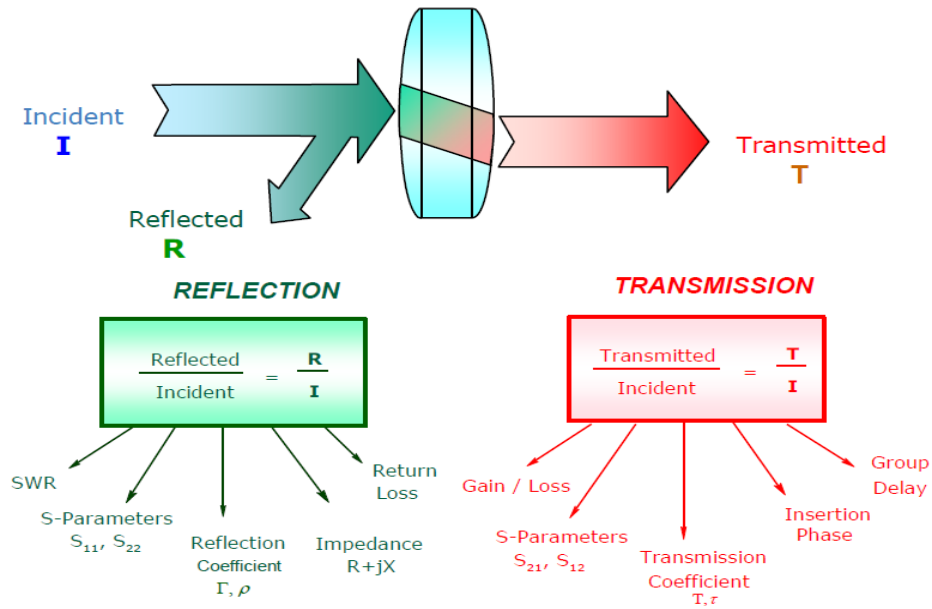 Incident
I
Reflected
R
Transmitted
T
REFLECTION
Reflected
Incident
=
R
I
SWR
S-Parameters
S₁₁, S₂₂
Reflection
Coefficient
Γ, ρ
Impedance
R+jX
Return
Loss
TRANSMISSION
Transmitted
Incident
=
T
I
Gain / Loss
S-Parameters
S₂₁, S₁₂
Transmission
Coefficient
T, τ
Insertion
Phase
Group
Delay